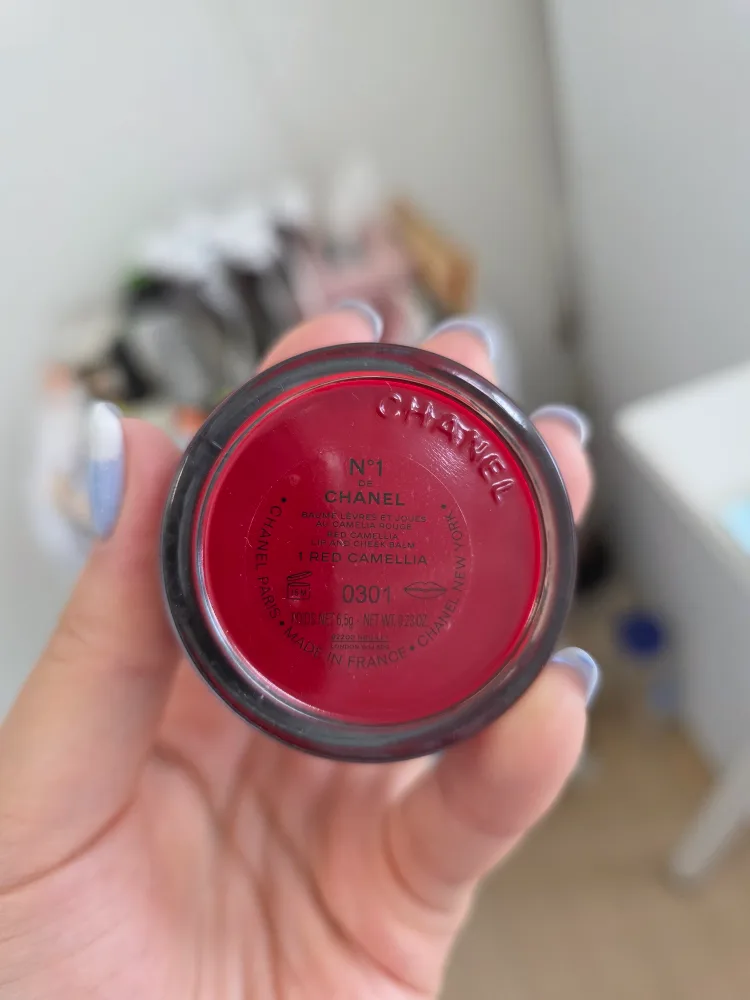 CHANEL
N°1
DE
CHANEL
BAUME LÈVRES ET JOUES
AU CAMÉLIA ROUGE
RED CAMELLIA
LIP AND CHEEK BALM
1 RED CAMELLIA
0301
6,5g - NET WT. 0.23 OZ.
• CHANEL PARIS • MADE IN FRANCE • CHANEL NEW YORK •